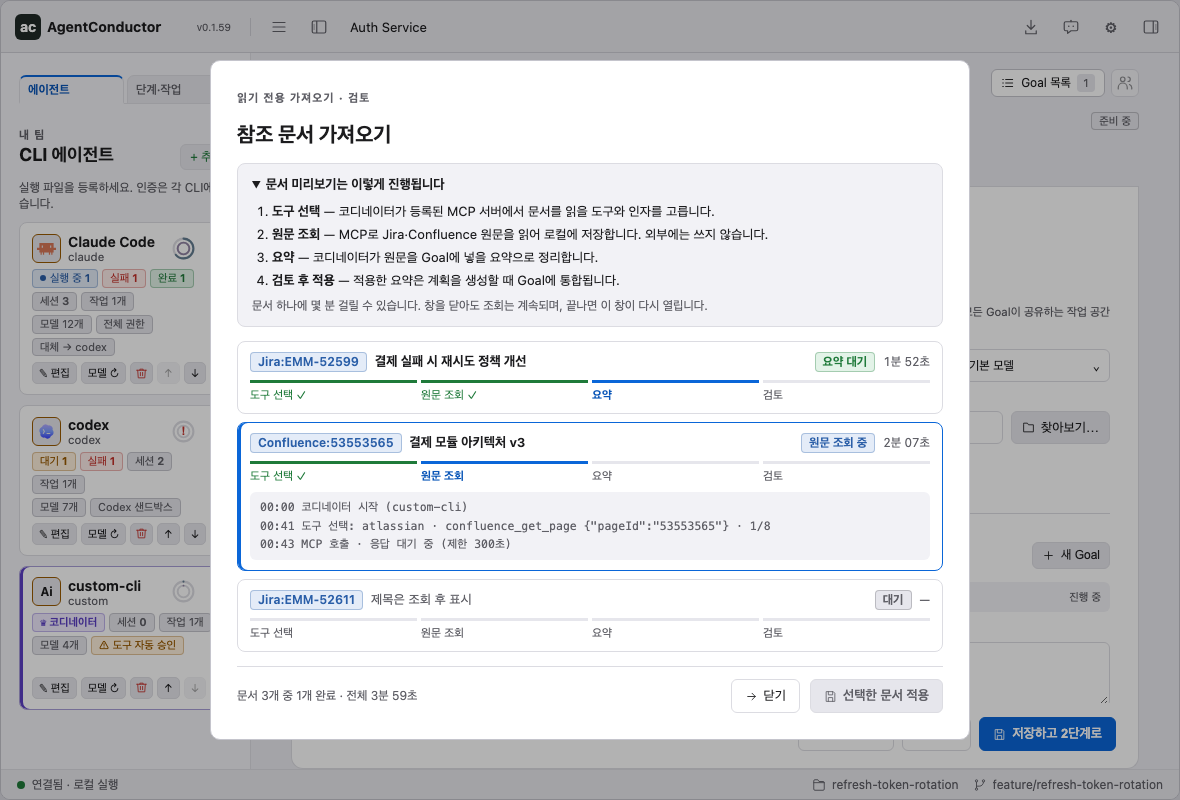 ac AgentConductor v0.1.59 Auth Service
에이전트 단계·작업
내 팀
CLI 에이전트
+ 추
실행 파일을 등록하세요. 인증은 각 CLI에
습니다.
Claude Code
claude
실행 중 1 실패 1 완료 1
세션 3 작업 1개
모델 12개 전체 권한
대체 → codex
✎ 편집 모델 ↻ ↑ ↓
codex
codex
대기 1 실패 1 세션 2
작업 1개
모델 7개 Codex 샌드박스
✎ 편집 모델 ↻ ↑ ↓
Ai custom-cli
custom
♛ 코디네이터 세션 0 작업 1개
모델 4개 ⚠ 도구 자동 승인
✎ 편집 모델 ↻ ↑ ↓
읽기 전용 가져오기 · 검토
참조 문서 가져오기
▼ 문서 미리보기는 이렇게 진행됩니다
1. 도구 선택 — 코디네이터가 등록된 MCP 서버에서 문서를 읽을 도구와 인자를 고릅니다.
2. 원문 조회 — MCP로 Jira·Confluence 원문을 읽어 로컬에 저장합니다. 외부에는 쓰지 않습니다.
3. 요약 — 코디네이터가 원문을 Goal에 넣을 요약으로 정리합니다.
4. 검토 후 적용 — 적용한 요약은 계획을 생성할 때 Goal에 통합됩니다.
문서 하나에 몇 분 걸릴 수 있습니다. 창을 닫아도 조회는 계속되며, 끝나면 이 창이 다시 열립니다.
Jira:EMM-52599 결제 실패 시 재시도 정책 개선 요약 대기 1분 52초
도구 선택 ✓ 원문 조회 ✓ 요약 검토
Confluence:53553565 결제 모듈 아키텍처 v3 원문 조회 중 2분 07초
도구 선택 ✓ 원문 조회 요약 검토
00:00 코디네이터 시작 (custom-cli)
00:41 도구 선택: atlassian · confluence_get_page {"pageId":"53553565"} · 1/8
00:43 MCP 호출 · 응답 대기 중 (제한 300초)
Jira:EMM-52611 제목은 조회 후 표시 대기 —
도구 선택 원문 조회 요약 검토
문서 3개 중 1개 완료 · 전체 3분 59초
→ 닫기 선택한 문서 적용
Goal 목록 1
준비 중
Goal이 공유하는 작업 공간
기본 모델
찾아보기...
+ 새 Goal
진행 중
저장하고 2단계로
연결됨 · 로컬 실행 refresh-token-rotation feature/refresh-token-rotation